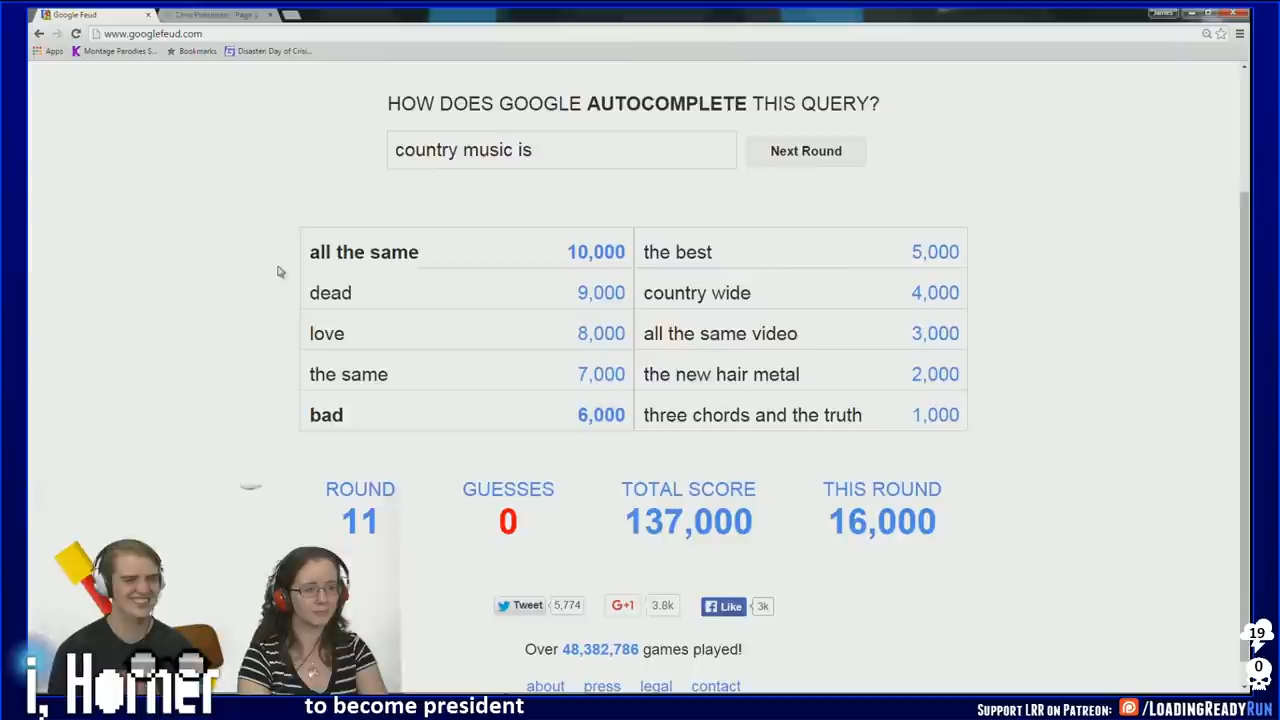 Google Feud
James
www.googlefeud.com
Apps Montage Parodies S... Bookmarks Disaster: Day of Crisi...
HOW DOES GOOGLE AUTOCOMPLETE THIS QUERY?
country music is Next Round
all the same 10,000 the best 5,000
dead 9,000 country wide 4,000
love 8,000 all the same video 3,000
the same 7,000 the new hair metal 2,000
bad 6,000 three chords and the truth 1,000
ROUND GUESSES TOTAL SCORE THIS ROUND
11 0 137,000 16,000
Tweet 5,774 G+1 3.8k Like 3k
Over 48,382,786 games played!
about press legal contact
19
0
i, Horner
to become president
SUPPORT LRR ON PATREON: /LOADINGREADYRUN